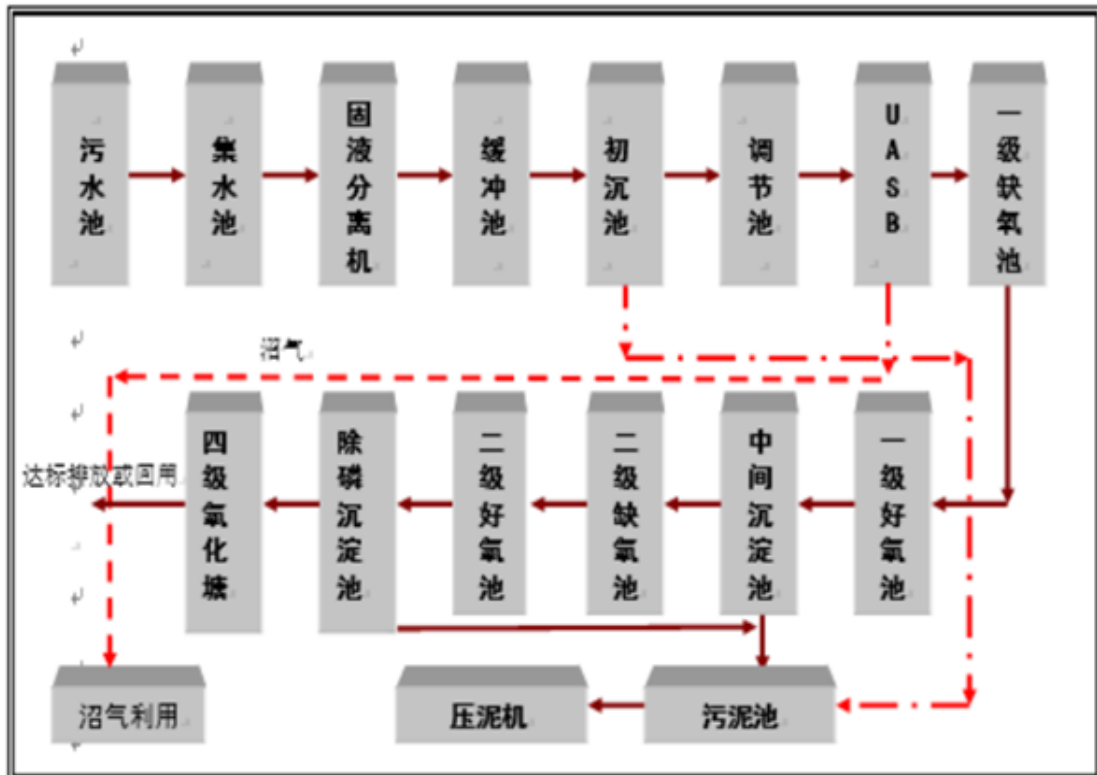 污水池
集水池
固液分离机
缓冲池
初沉池
调节池
UASB
一级缺氧池
沼气
四级氧化塘
除磷沉淀池
二级好氧池
二级缺氧池
中间沉淀池
一级好氧池
达标排放或回用
沼气利用
压泥机
污泥池